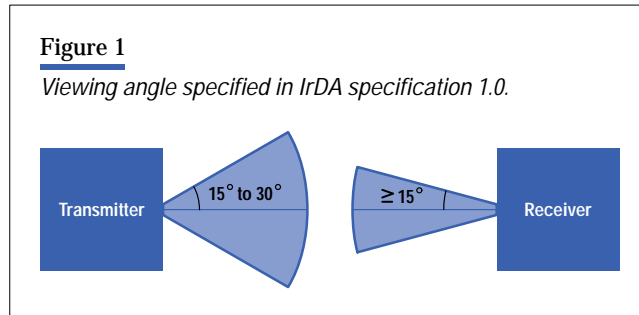 Figure 1
Viewing angle specified in IrDA specification 1.0.
Transmitter
15° to 30°
≥ 15°
Receiver